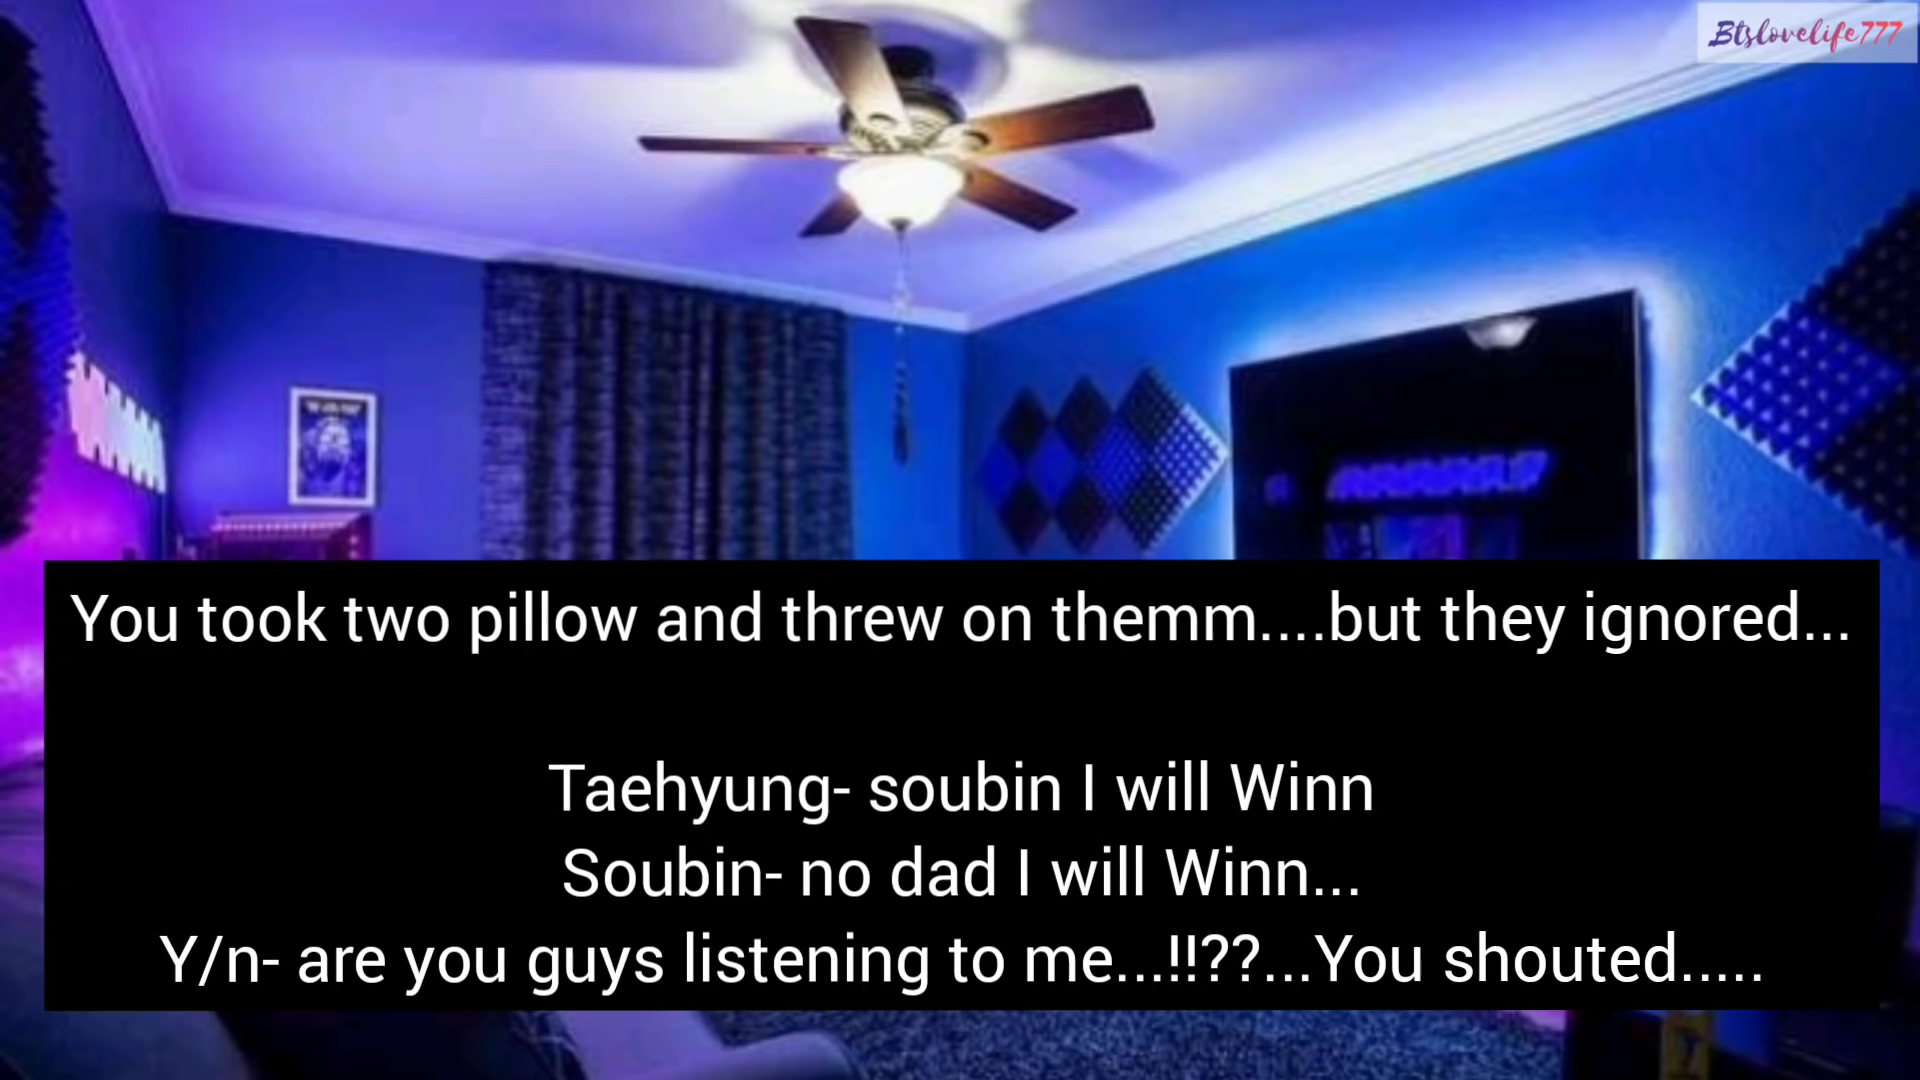 Btslovelife777
You took two pillow and threw on themm....but they ignored...
Taehyung- soubin I will Winn
Soubin- no dad I will Winn...
Y/n- are you guys listening to me...!!??...You shouted.....